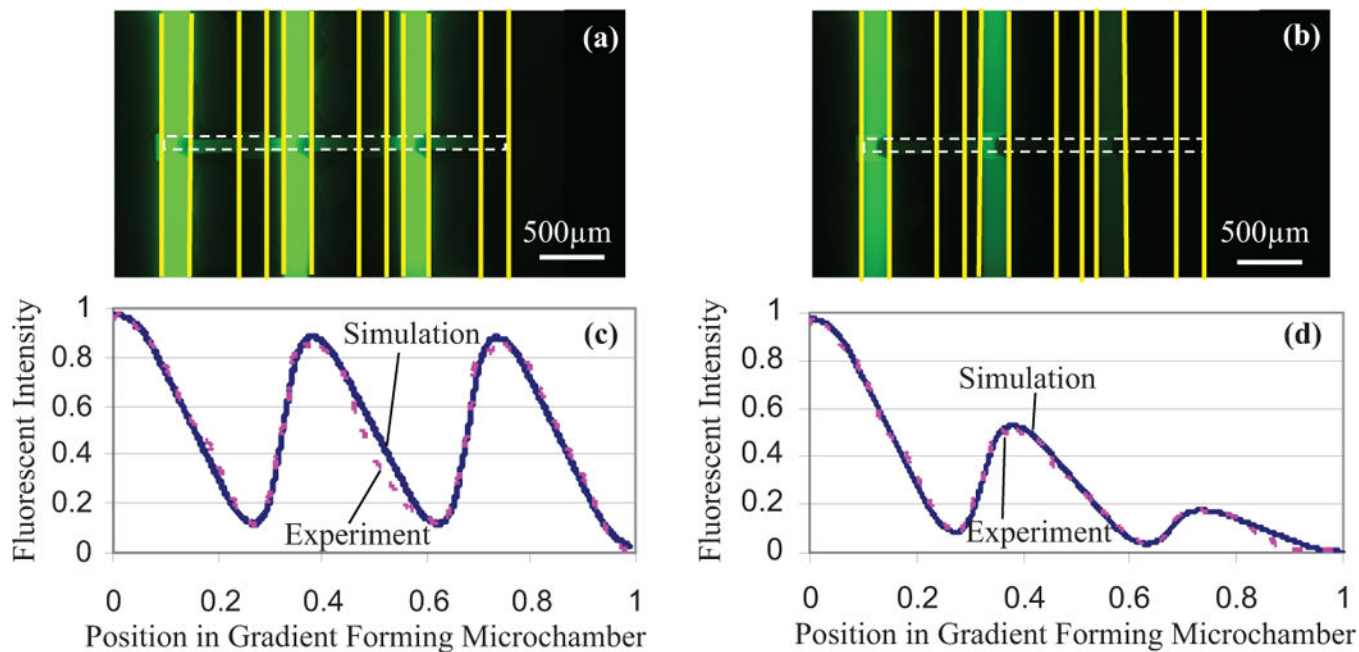 (a)
500µm
(b)
500µm
Fluorescent Intensity
1
0.8
0.6
0.4
0.2
0
(c)
Simulation
Experiment
0
0.2
0.4
0.6
0.8
1
Position in Gradient Forming Microchamber
Fluorescent Intensity
1
0.8
0.6
0.4
0.2
0
(d)
Simulation
Experiment
0
0.2
0.4
0.6
0.8
1
Position in Gradient Forming Microchamber